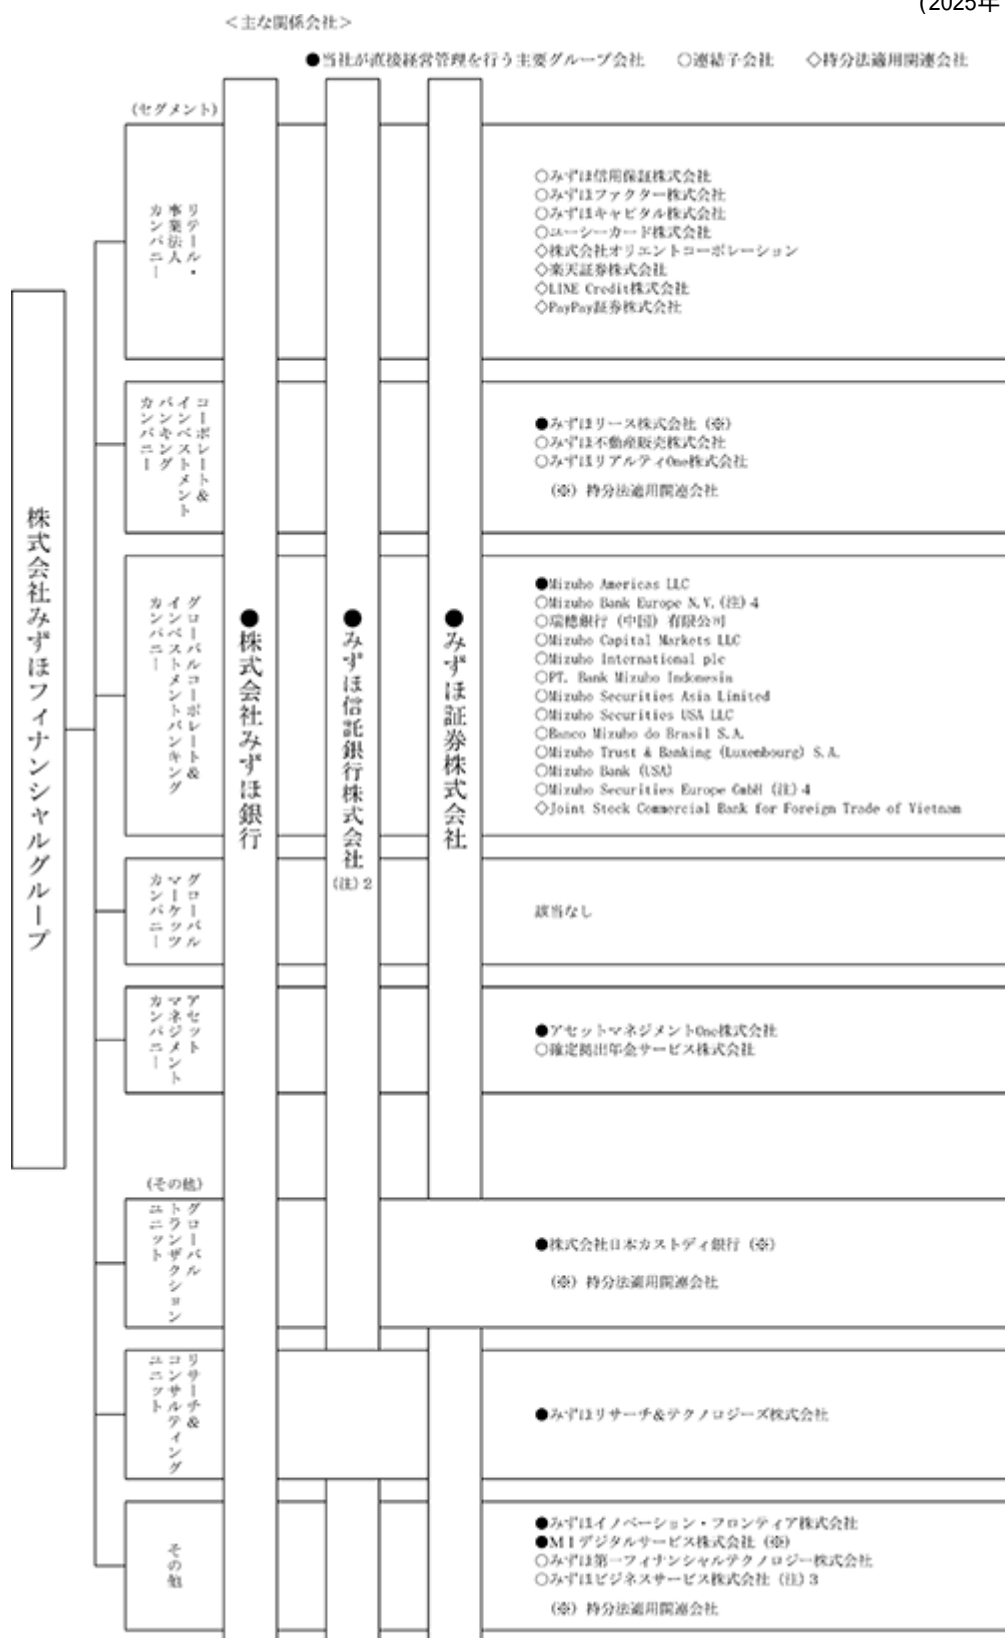 (2025年
＜主な関係会社＞
●当社が直接経営管理を行う主要グループ会社　○連結子会社　◇持分法適用関連会社
(セグメント)
株式会社みずほフィナンシャルグループ
●株式会社みずほ銀行
●みずほ信託銀行株式会社
(注) 2
●みずほ証券株式会社
リテール・
事業法人
カンパニー
○みずほ信用保証株式会社
○みずほファクター株式会社
○みずほキャピタル株式会社
○ユーシーカード株式会社
◇株式会社オリエントコーポレーション
◇楽天証券株式会社
◇LINE Credit株式会社
◇PayPay証券株式会社
コーポレート＆
インベストメント
バンキング
カンパニー
●みずほリース株式会社 (※)
○みずほ不動産販売株式会社
○みずほリアルティOne株式会社
(※) 持分法適用関連会社
グローバルコーポレート＆
インベストメントバンキング
カンパニー
●Mizuho Americas LLC
○Mizuho Bank Europe N.V. (注) 4
○瑞穂銀行 (中国) 有限公司
○Mizuho Capital Markets LLC
○Mizuho International plc
○PT. Bank Mizuho Indonesia
○Mizuho Securities Asia Limited
○Mizuho Securities USA LLC
○Banco Mizuho do Brasil S.A.
○Mizuho Trust & Banking (Luxembourg) S.A.
○Mizuho Bank (USA)
○Mizuho Securities Europe GmbH (注) 4
◇Joint Stock Commercial Bank for Foreign Trade of Vietnam
グローバル
マーケッツ
カンパニー
該当なし
アセット
マネジメント
カンパニー
●アセットマネジメントOne株式会社
○確定拠出年金サービス株式会社
(その他)
グローバル
トランザクション
ユニット
●株式会社日本カストディ銀行 (※)
(※) 持分法適用関連会社
リサーチ＆
コンサルティング
ユニット
●みずほリサーチ＆テクノロジーズ株式会社
その他
●みずほイノベーション・フロンティア株式会社
●ＭＩデジタルサービス株式会社 (※)
○みずほ第一フィナンシャルテクノロジー株式会社
○みずほビジネスサービス株式会社 (注) 3
(※) 持分法適用関連会社